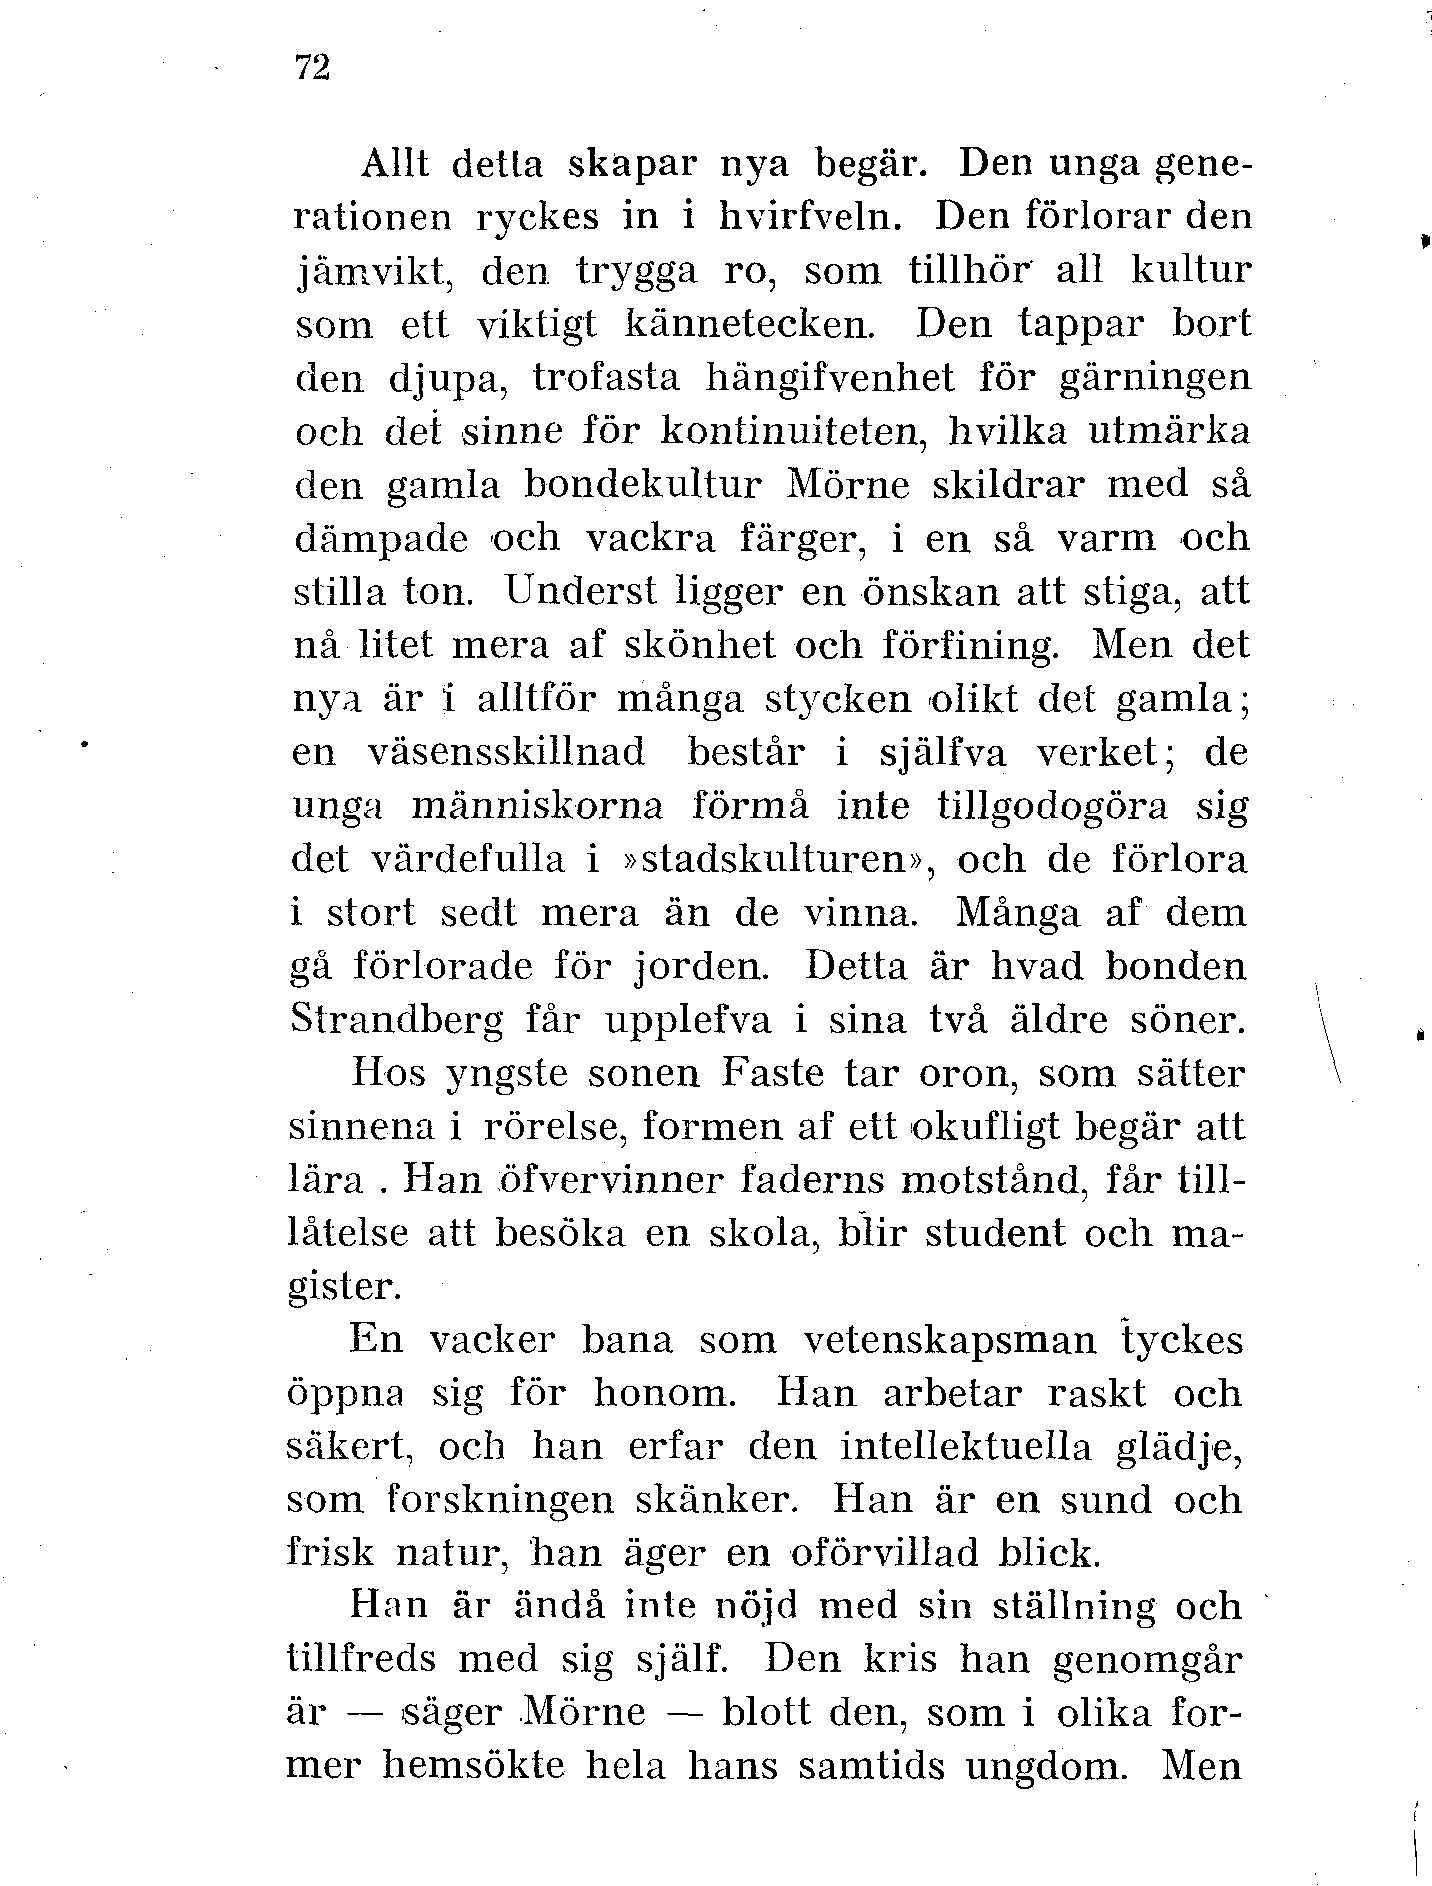 72
Allt detta skapar nya begär. Den unga gene-
rationen ryckes in i hvirfveln. Den förlorar den
jämvikt, den trygga ro, som tillhör all kultur
som ett viktigt kännetecken. Den tappar bort
den djupa, trofasta hängifvenhet för gärningen
och det sinne för kontinuiteten, hvilka utmärka
den gamla bondekultur Mörne skildrar med så
dämpade och vackra färger, i en så varm och
stilla ton. Underst ligger en önskan att stiga, att
nå litet mera af skönhet och förfining. Men det
nya är i alltför många stycken olikt det gamla;
en väsensskillnad består i själfva verket; de
unga människorna förmå inte tillgodogöra sig
det värdefulla i »stadskulturen», och de förlora
i stort sedt mera än de vinna. Många af dem
gå förlorade för jorden. Detta är hvad bonden
Strandberg får upplefva i sina två äldre söner.
Hos yngste sonen Faste tar oron, som sätter
sinnena i rörelse, formen af ett okufligt begär att
lära . Han öfvervinner faderns motstånd, får till-
låtelse att besöka en skola, blir student och ma-
gister.
En vacker bana som vetenskapsman tyckes
öppna sig för honom. Han arbetar raskt och
säkert, och han erfar den intellektuella glädje,
som forskningen skänker. Han är en sund och
frisk natur, han äger en oförvillad blick.
Han är ändå inte nöjd med sin ställning och
tillfreds med sig själf. Den kris han genomgår
är — säger Mörne — blott den, som i olika for-
mer hemsökte hela hans samtids ungdom. Men